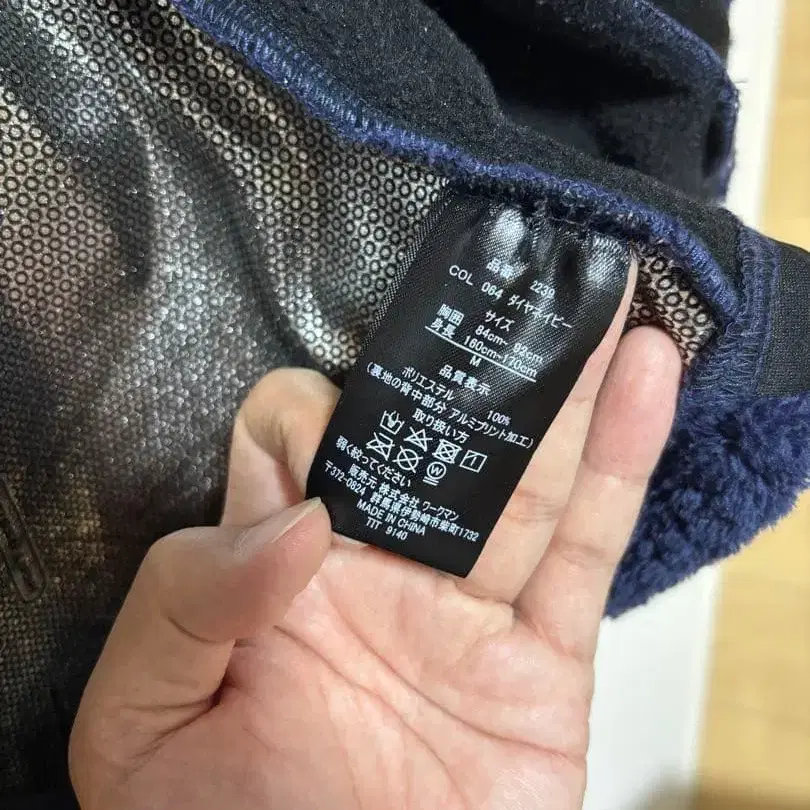 品番 2239
COL 064 ダイヤネイビー
サイズ
胸囲 84cm~ 92cm
身長 160cm~170cm
M
品質表示
ポリエステル 100%
(裏地の背中部分 アルミプリント加工)
取り扱い方
W
弱く絞ってください
販売元 株式会社 ワークマン
〒372-0824 群馬県伊勢崎市柴町1732
MADE IN CHINA
TIT 9140